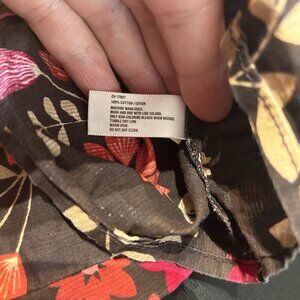 CA 17897
100% COTTON / COTON
MACHINE WASH COLD.
WASH AND DRY WITH LIKE COLORS.
ONLY NON-CHLORINE BLEACH WHEN NEEDED.
TUMBLE DRY LOW.
WARM IRON.
DO NOT DRY CLEAN.